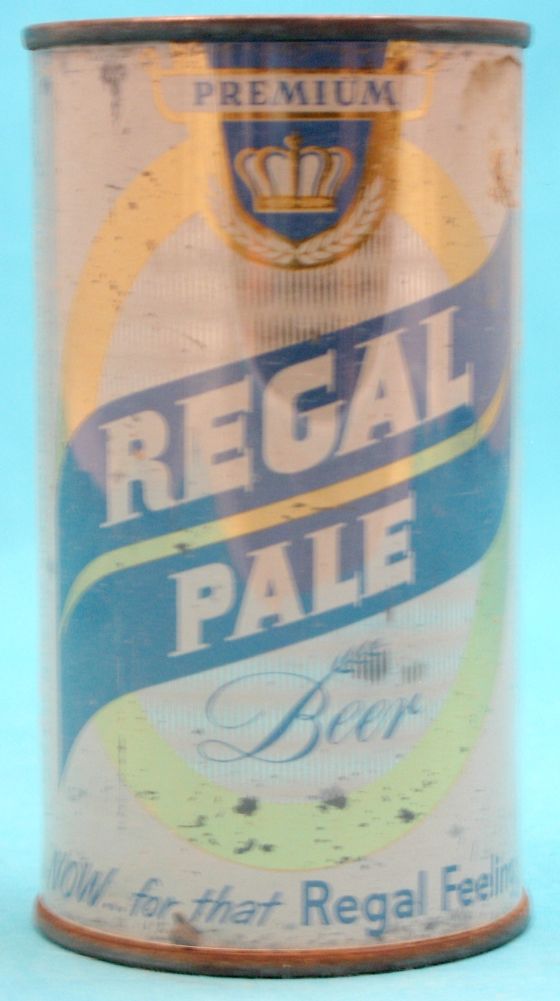 PREMIUM
REGAL
PALE
Beer
NOW... for that Regal Feeling